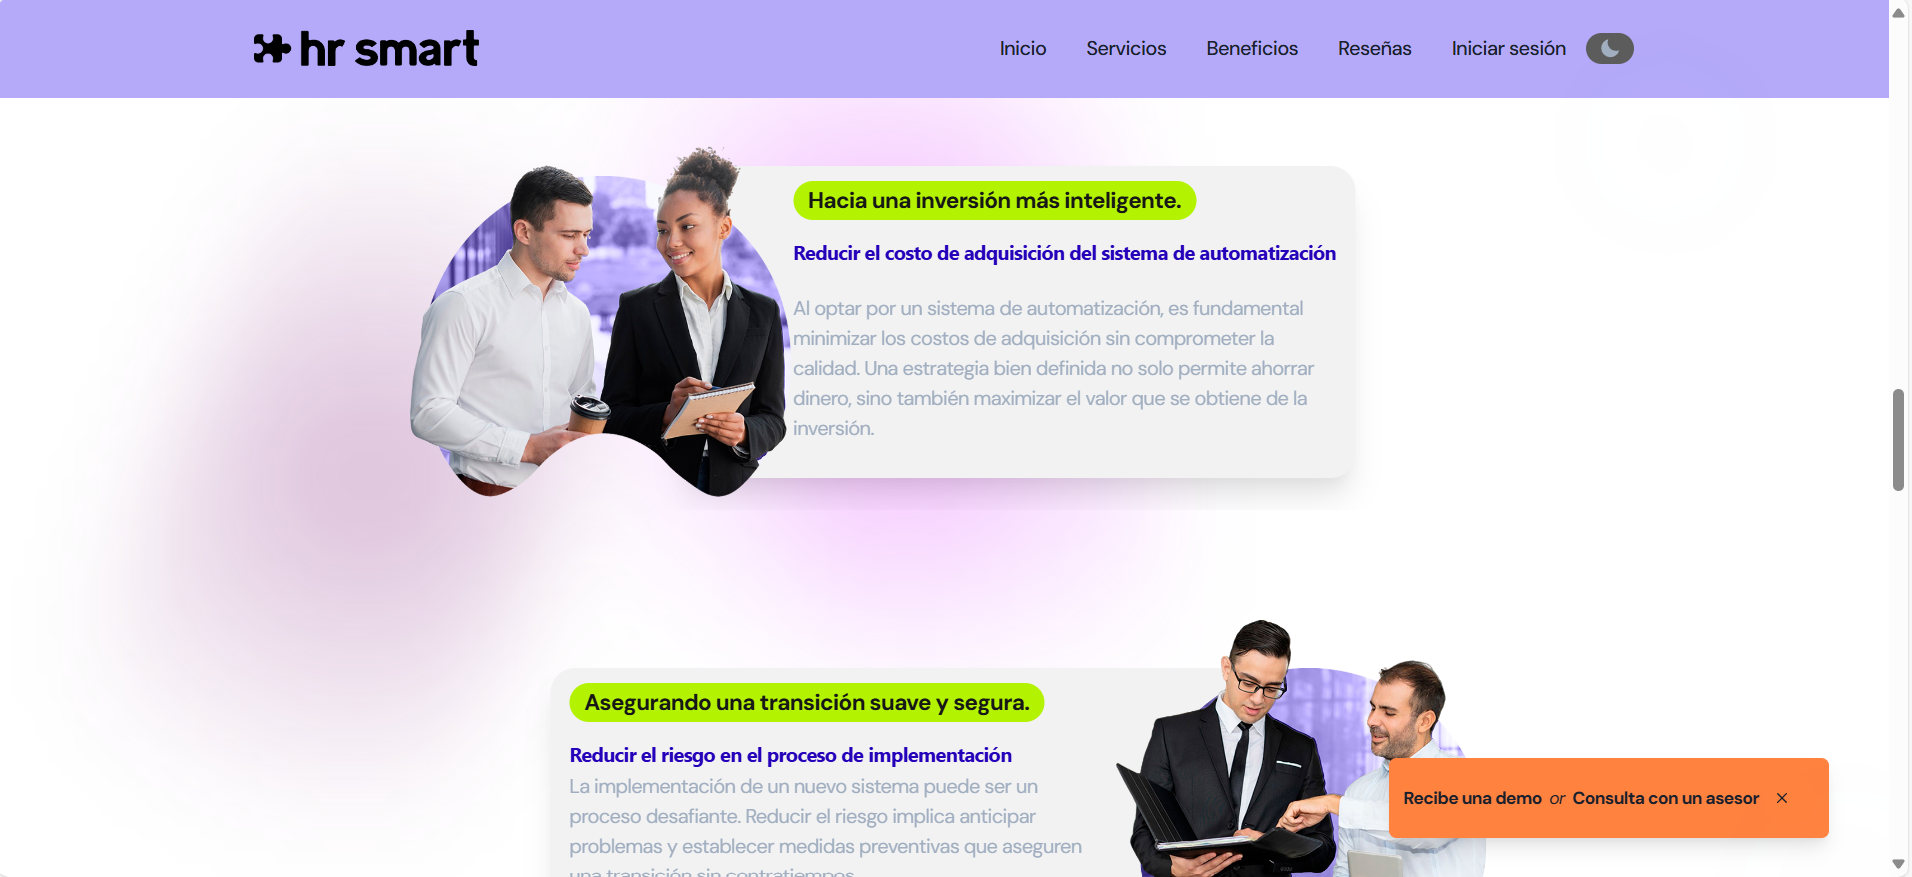 hr smart
Inicio
Servicios
Beneficios
Reseñas
Iniciar sesión
Hacia una inversión más inteligente.
Reducir el costo de adquisición del sistema de automatización
Al optar por un sistema de automatización, es fundamental
minimizar los costos de adquisición sin comprometer la
calidad. Una estrategia bien definida no solo permite ahorrar
dinero, sino también maximizar el valor que se obtiene de la
inversión.
Asegurando una transición suave y segura.
Reducir el riesgo en el proceso de implementación
La implementación de un nuevo sistema puede ser un
proceso desafiante. Reducir el riesgo implica anticipar
problemas y establecer medidas preventivas que aseguren
una transición sin contratiempos
Recibe una demo or Consulta con un asesor